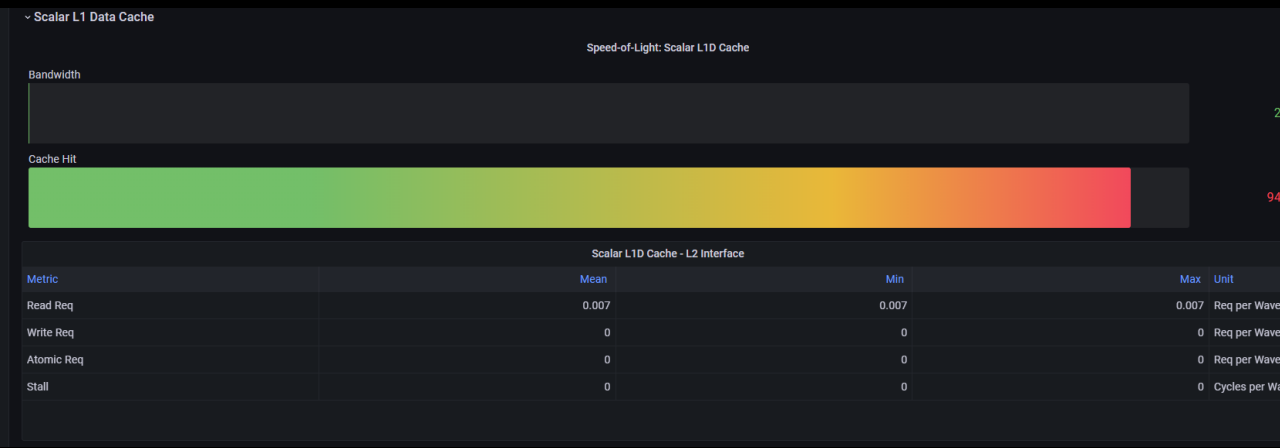 Scalar L1 Data Cache
Speed-of-Light: Scalar L1D Cache
Bandwidth
2
Cache Hit
94
Scalar L1D Cache - L2 Interface
Metric Mean Min Max Unit
Read Req 0.007 0.007 0.007 Req per Wave
Write Req 0 0 0 Req per Wave
Atomic Req 0 0 0 Req per Wave
Stall 0 0 0 Cycles per Wa